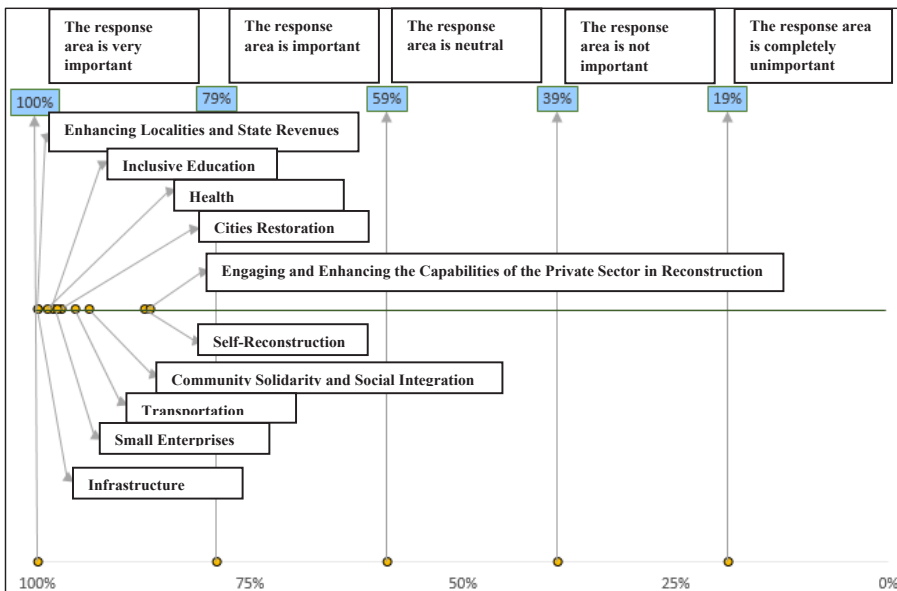 The response area is very important
The response area is important
The response area is neutral
The response area is not important
The response area is completely unimportant
100%
79%
59%
39%
19%
Enhancing Localities and State Revenues
Inclusive Education
Health
Cities Restoration
Engaging and Enhancing the Capabilities of the Private Sector in Reconstruction
Self-Reconstruction
Community Solidarity and Social Integration
Transportation
Small Enterprises
Infrastructure
100%
75%
50%
25%
0%